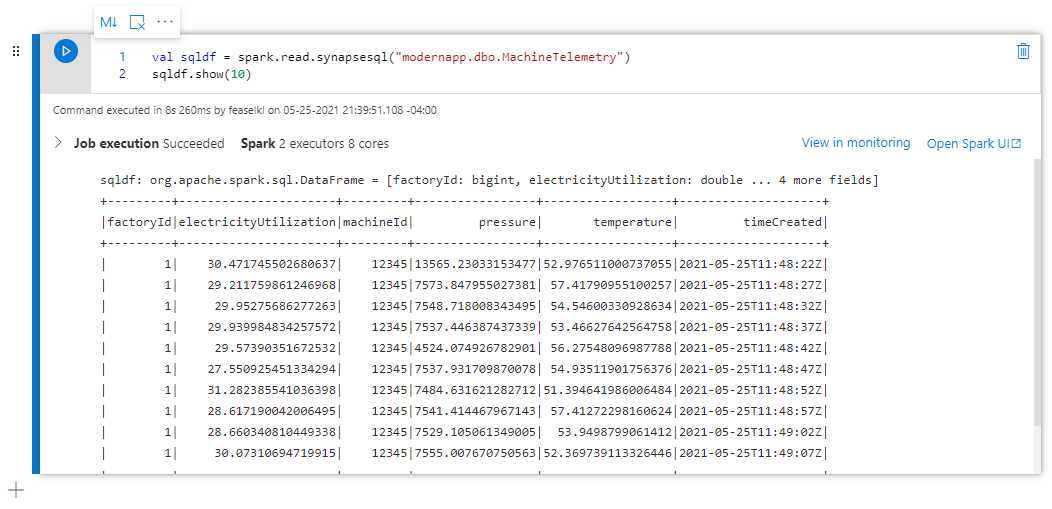 M↓ ...
1 val sqldf = spark.read.synapsesql("modernapp.dbo.MachineTelemetry")
2 sqldf.show(10)
Command executed in 8s 260ms by feaselkl on 05-25-2021 21:39:51.108 -04:00
Job execution Succeeded Spark 2 executors 8 cores View in monitoring Open Spark UI
sqldf: org.apache.spark.sql.DataFrame = [factoryId: bigint, electricityUtilization: double ... 4 more fields]
+---------+----------------------+---------+----------------+-----------------+--------------------+
|factoryId|electricityUtilization|machineId|        pressure|      temperature|         timeCreated|
+---------+----------------------+---------+----------------+-----------------+--------------------+
|        1|    30.471745502680637|    12345|13565.23033153477|52.976511000737055|2021-05-25T11:48:22Z|
|        1|    29.211759861246968|    12345|7573.847955027381| 57.41790955100257|2021-05-25T11:48:27Z|
|        1|     29.95275686277263|    12345|7548.718008343495| 54.54600330928634|2021-05-25T11:48:32Z|
|        1|    29.939984834257572|    12345|7537.446387437339| 53.46627642564758|2021-05-25T11:48:37Z|
|        1|     29.57390351672532|    12345|4524.074926782901| 56.27548096987788|2021-05-25T11:48:42Z|
|        1|    27.550925451334294|    12345|7537.931709870078| 54.93511901756376|2021-05-25T11:48:47Z|
|        1|    31.282385541036398|    12345|7484.631621282712|51.394641986006484|2021-05-25T11:48:52Z|
|        1|    28.617190042006495|    12345|7541.414467967143| 57.41272298160624|2021-05-25T11:48:57Z|
|        1|    28.660340810449338|    12345|7529.105061349005|  53.9498799061412|2021-05-25T11:49:02Z|
|        1|     30.07310694719915|    12345|7555.007670750563|52.369739113326446|2021-05-25T11:49:07Z|